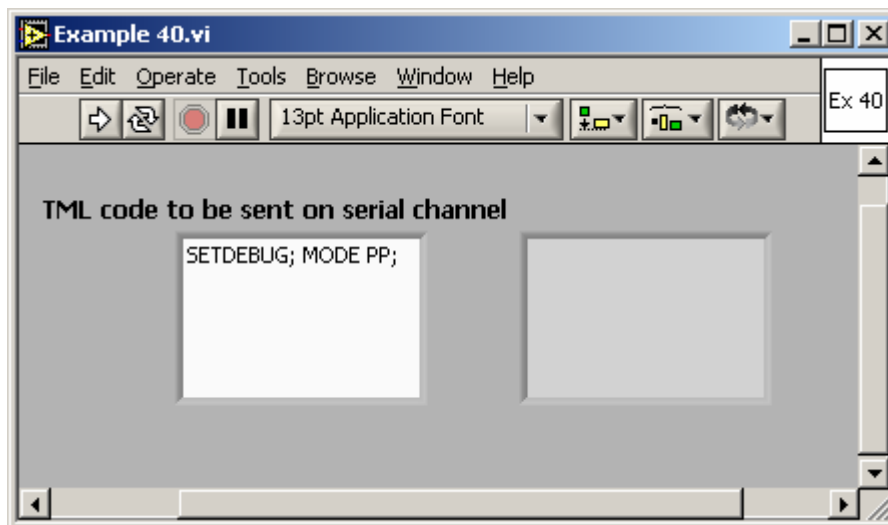 Example 40.vi
File Edit Operate Tools Browse Window Help
13pt Application Font
Ex 40
TML code to be sent on serial channel
SETDEBUG; MODE PP;